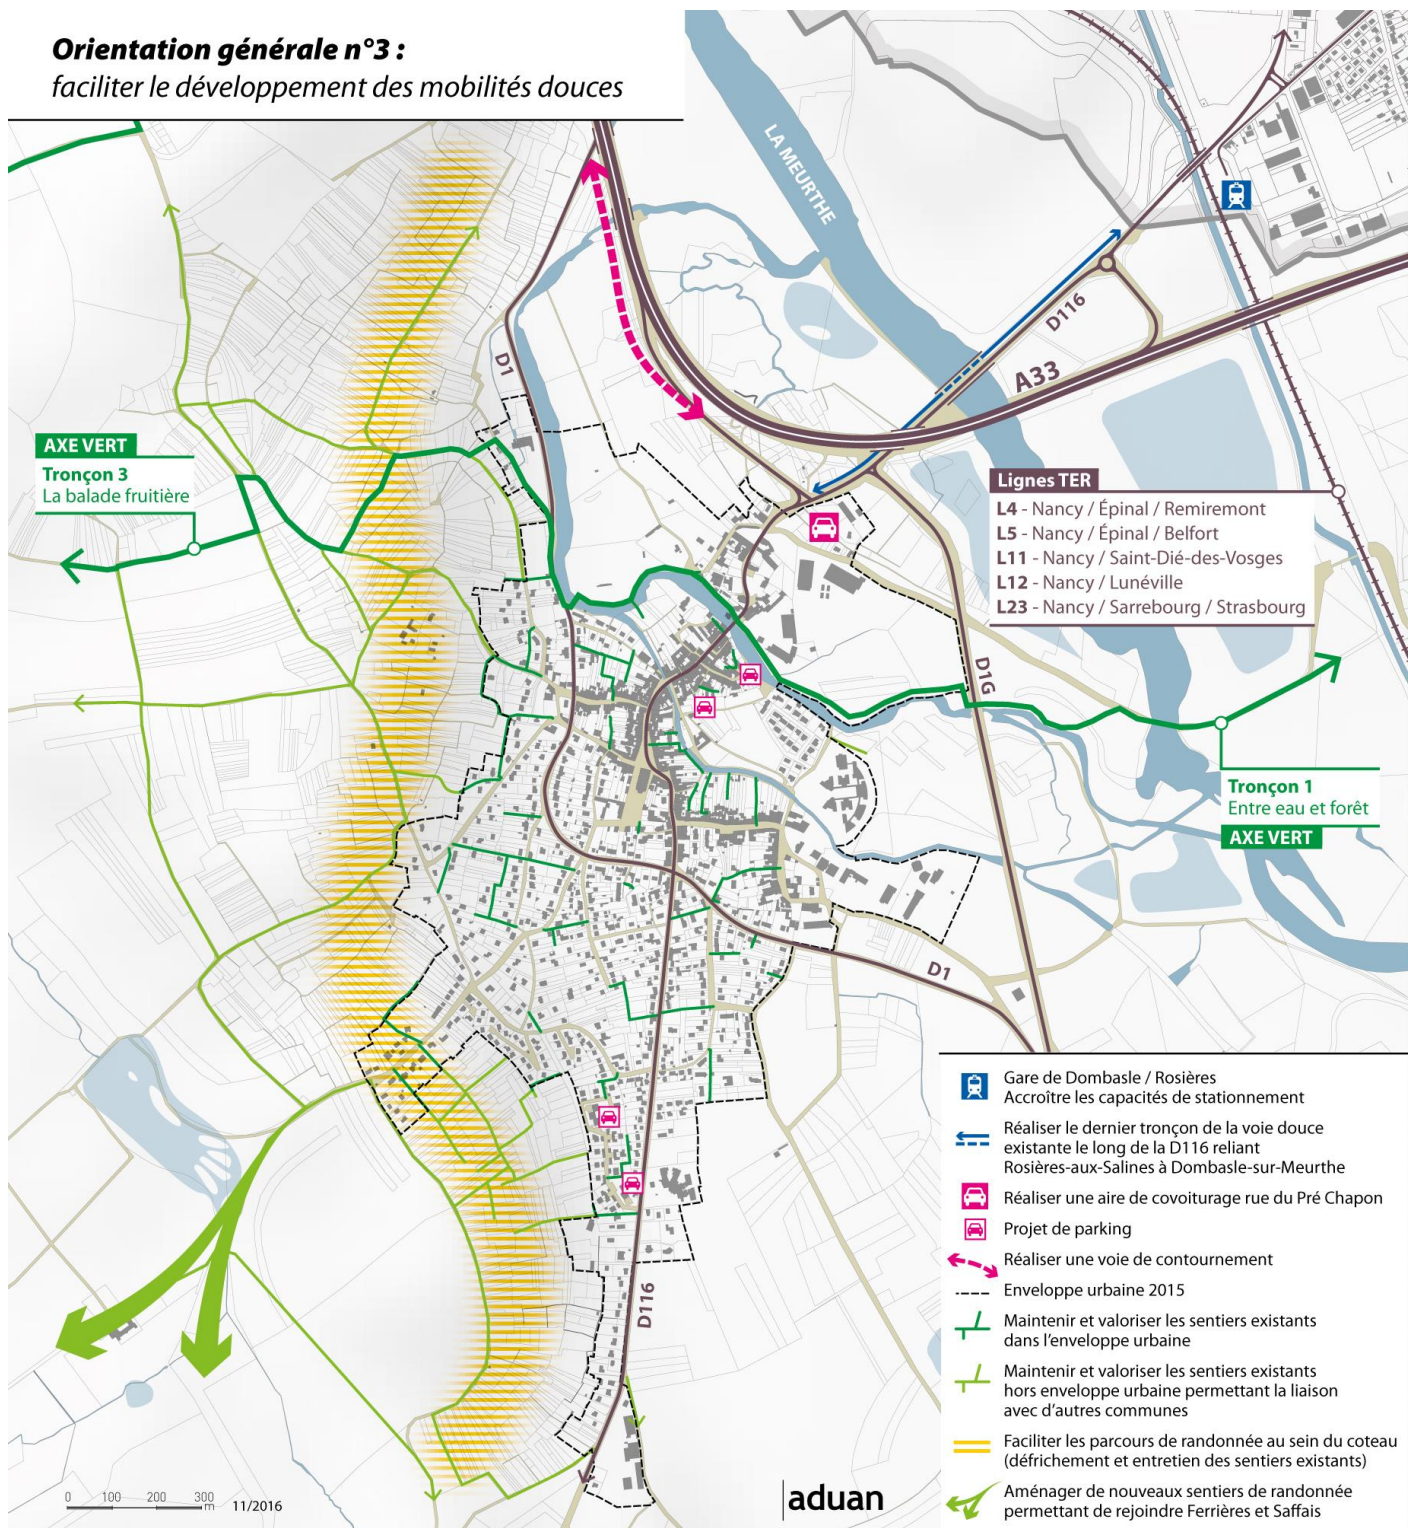 Orientation générale n°3 :
faciliter le développement des mobilités douces
LA MEURTHE
D116
A33
D1
AXE VERT
Tronçon 3
La balade fruitière
Lignes TER
L4 - Nancy / Épinal / Remiremont
L5 - Nancy / Épinal / Belfort
L11 - Nancy / Saint-Dié-des-Vosges
L12 - Nancy / Lunéville
L23 - Nancy / Sarrebourg / Strasbourg
D1G
Tronçon 1
Entre eau et forêt
AXE VERT
D1
D116
Gare de Dombasle / Rosières
Accroître les capacités de stationnement
Réaliser le dernier tronçon de la voie douce
existante le long de la D116 reliant
Rosières-aux-Salines à Dombasle-sur-Meurthe
Réaliser une aire de covoiturage rue du Pré Chapon
Projet de parking
Réaliser une voie de contournement
Enveloppe urbaine 2015
Maintenir et valoriser les sentiers existants
dans l'enveloppe urbaine
Maintenir et valoriser les sentiers existants
hors enveloppe urbaine permettant la liaison
avec d'autres communes
Faciliter les parcours de randonnée au sein du coteau
(défrichement et entretien des sentiers existants)
Aménager de nouveaux sentiers de randonnée
permettant de rejoindre Ferrières et Saffais
0 100 200 300
m
11/2016
aduan